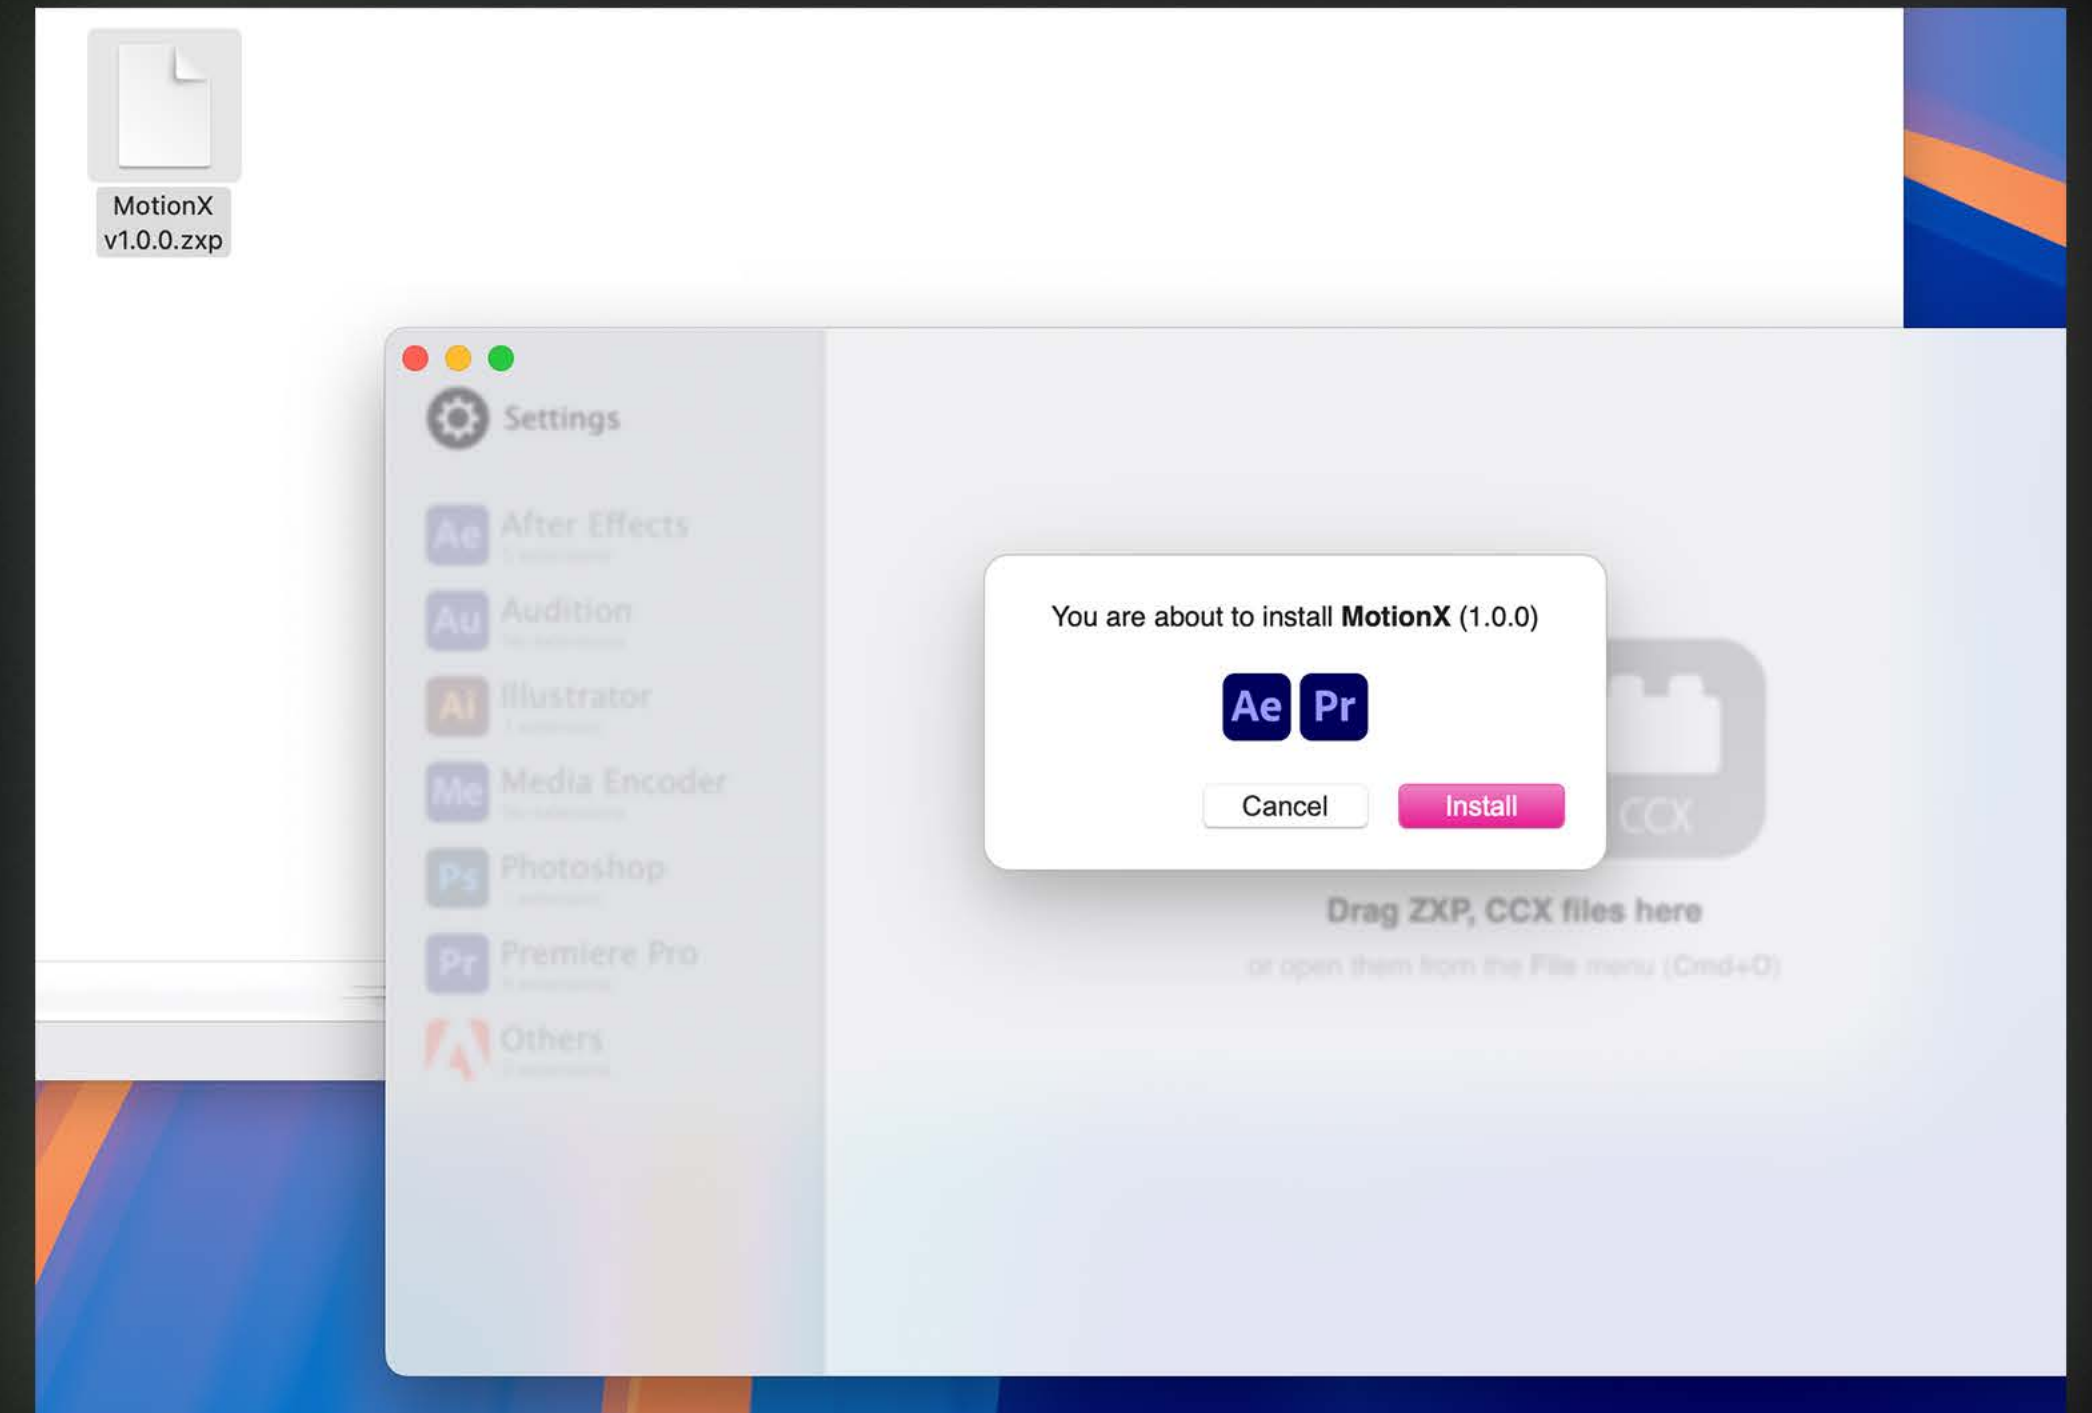 MotionX
v1.0.0.zxp
Settings
Ae After Effects
Au Audition
Ai Illustrator
Me Media Encoder
Ps Photoshop
Pr Premiere Pro
Others
You are about to install MotionX (1.0.0)
Ae Pr
Cancel Install
CCX
Drag ZXP, CCX files here
or open them from the File menu (Cmd+O)